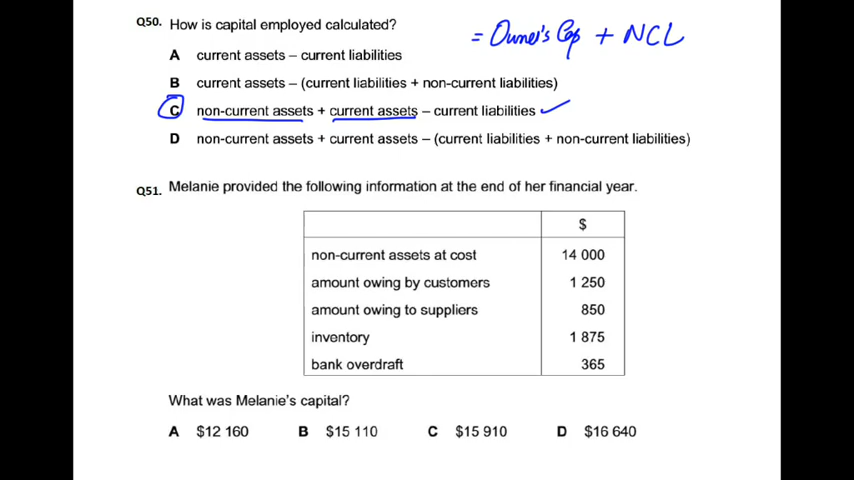 Q50. How is capital employed calculated?
= Owner's Cap + NCL
A current assets – current liabilities
B current assets – (current liabilities + non-current liabilities)
C non-current assets + current assets – current liabilities
D non-current assets + current assets – (current liabilities + non-current liabilities)
Q51. Melanie provided the following information at the end of her financial year.
$
non-current assets at cost 14 000
amount owing by customers 1 250
amount owing to suppliers 850
inventory 1 875
bank overdraft 365
What was Melanie's capital?
A $12 160 B $15 110 C $15 910 D $16 640